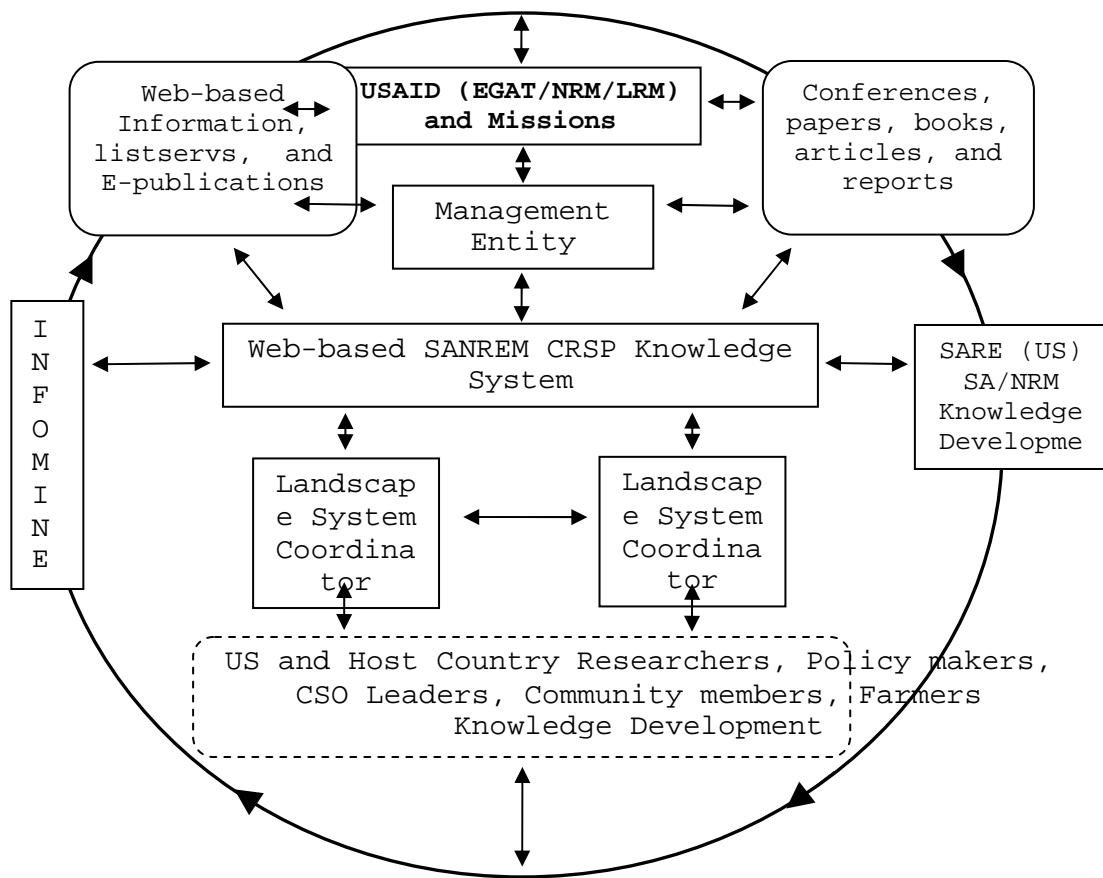 USAID (EGAT/NRM/LRM)
and Missions
Web-based
Information,
listservs, and
E-publications
Conferences,
papers, books,
articles, and
reports
Management
Entity
I
N
F
O
M
I
N
E
Web-based SANREM CRSP Knowledge
System
SARE (US)
SA/NRM
Knowledge
Developme
Landscap
e System
Coordina
tor
Landscap
e System
Coordina
tor
US and Host Country Researchers, Policy makers,
CSO Leaders, Community members, Farmers
Knowledge Development